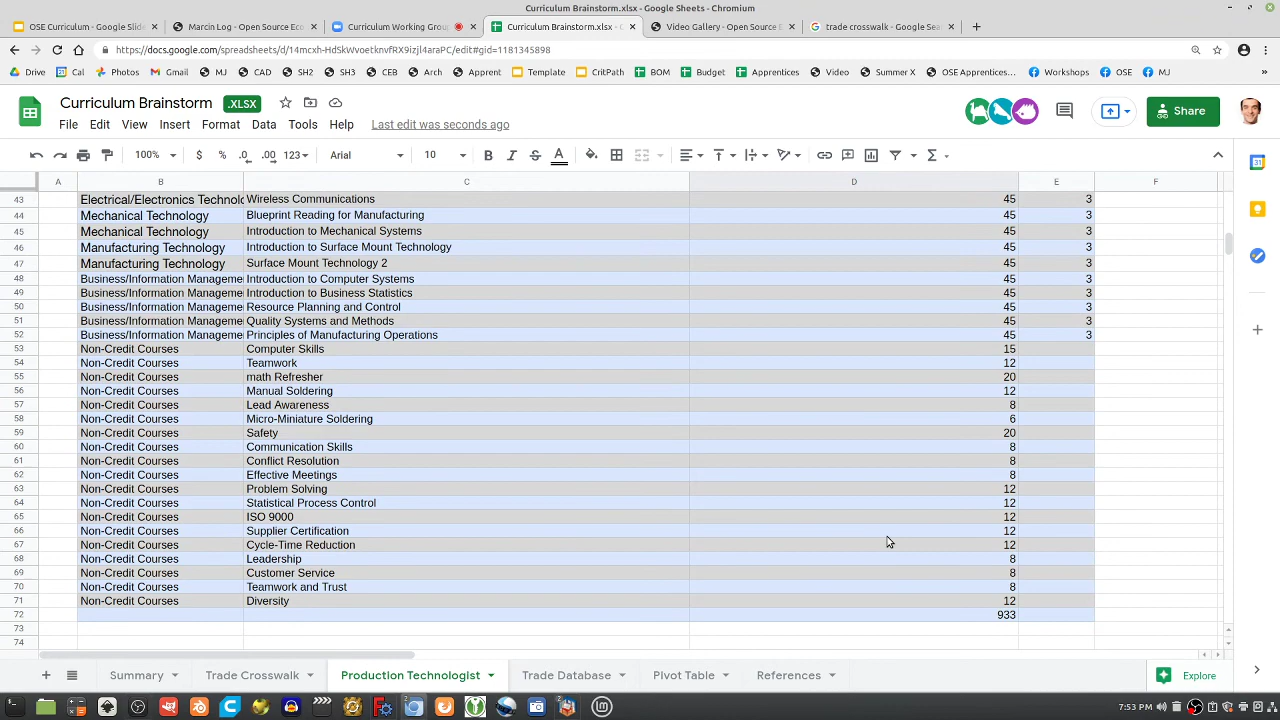 Curriculum Brainstorm.xlsx - Google Sheets - Chromium
OSE Curriculum - Google Slide
Marcin Log - Open Source Eco
Curriculum Working Grou
Curriculum Brainstorm.xlsx - G
Video Gallery - Open Source E
trade crosswalk - Google Sea
https://docs.google.com/spreadsheets/d/14mcxh-HdSkWvoetknvfRX9izjl4araPC/edit#gid=1181345898
Drive Cal Photos Gmail MJ CAD SH2 SH3 CEB Arch Apprent Template CritPath BOM Budget Apprentices Video Summer X OSE Apprentices... Workshops OSE MJ
Curriculum Brainstorm .XLSX
Share
File Edit View Insert Format Data Tools Help Last edit was seconds ago
100% $ % .0 .00 123 Arial 10 B I S A
A B C D E F
43 Electrical/Electronics Technolo Wireless Communications 45 3
44 Mechanical Technology Blueprint Reading for Manufacturing 45 3
45 Mechanical Technology Introduction to Mechanical Systems 45 3
46 Manufacturing Technology Introduction to Surface Mount Technology 45 3
47 Manufacturing Technology Surface Mount Technology 2 45 3
48 Business/Information Manageme Introduction to Computer Systems 45 3
49 Business/Information Manageme Introduction to Business Statistics 45 3
50 Business/Information Manageme Resource Planning and Control 45 3
51 Business/Information Manageme Quality Systems and Methods 45 3
52 Business/Information Manageme Principles of Manufacturing Operations 45 3
53 Non-Credit Courses Computer Skills 15
54 Non-Credit Courses Teamwork 12
55 Non-Credit Courses math Refresher 20
56 Non-Credit Courses Manual Soldering 12
57 Non-Credit Courses Lead Awareness 8
58 Non-Credit Courses Micro-Miniature Soldering 6
59 Non-Credit Courses Safety 20
60 Non-Credit Courses Communication Skills 8
61 Non-Credit Courses Conflict Resolution 8
62 Non-Credit Courses Effective Meetings 8
63 Non-Credit Courses Problem Solving 12
64 Non-Credit Courses Statistical Process Control 12
65 Non-Credit Courses ISO 9000 12
66 Non-Credit Courses Supplier Certification 12
67 Non-Credit Courses Cycle-Time Reduction 12
68 Non-Credit Courses Leadership 8
69 Non-Credit Courses Customer Service 8
70 Non-Credit Courses Teamwork and Trust 8
71 Non-Credit Courses Diversity 12
72 933
73
74
Summary Trade Crosswalk Production Technologist Trade Database Pivot Table References Explore
7:53 PM